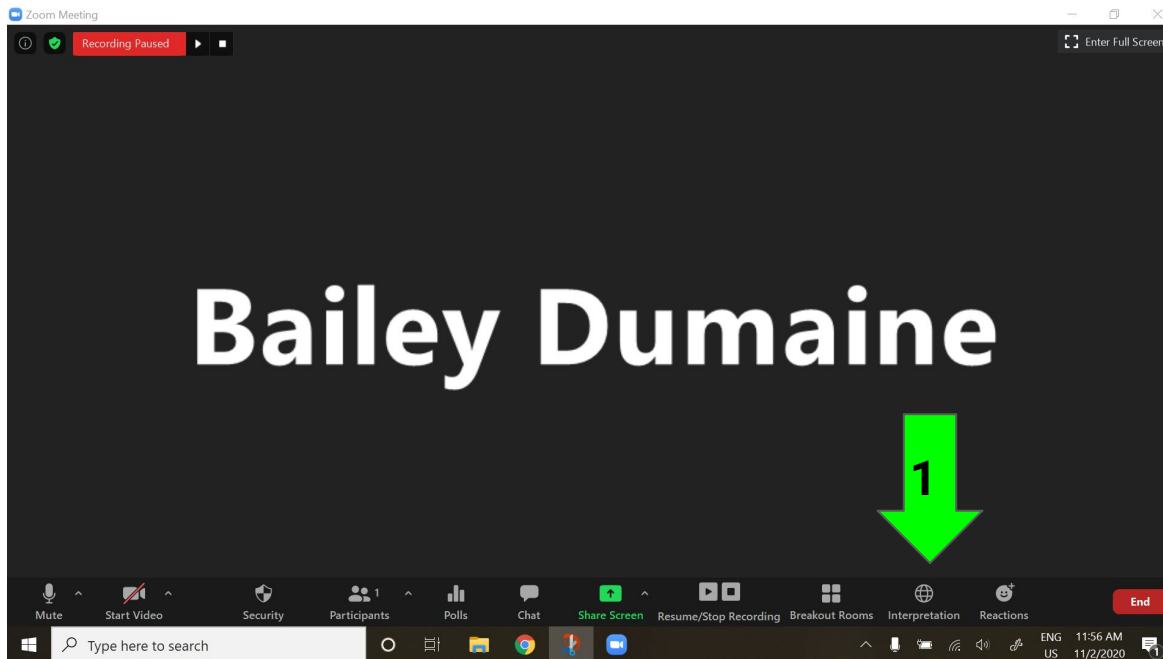 Zoom Meeting
Recording Paused
Enter Full Screen
Bailey Dumaine
1
Mute Start Video Security Participants 1 Polls Chat Share Screen Resume/Stop Recording Breakout Rooms Interpretation Reactions End
Type here to search
ENG 11:56 AM
US 11/2/2020
1